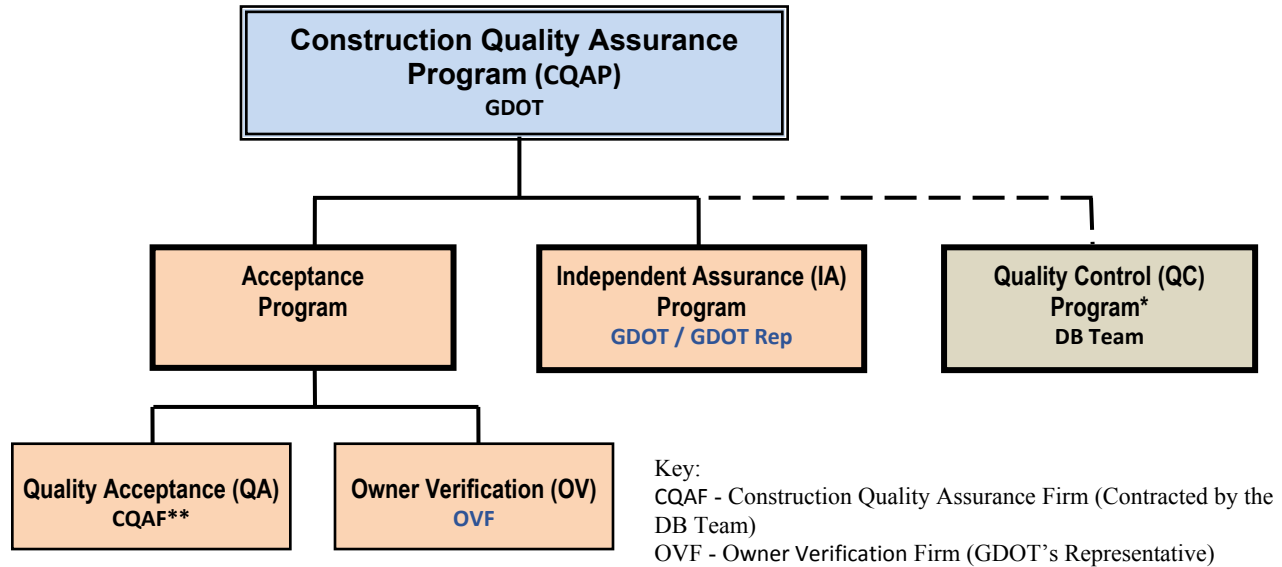 Construction Quality Assurance
Program (CQAP)
GDOT
Acceptance
Program
Independent Assurance (IA)
Program
GDOT / GDOT Rep
Quality Control (QC)
Program*
DB Team
Quality Acceptance (QA)
CQAF**
Owner Verification (OV)
OVF
Key:
CQAF - Construction Quality Assurance Firm (Contracted by the
DB Team)
OVF - Owner Verification Firm (GDOT’s Representative)